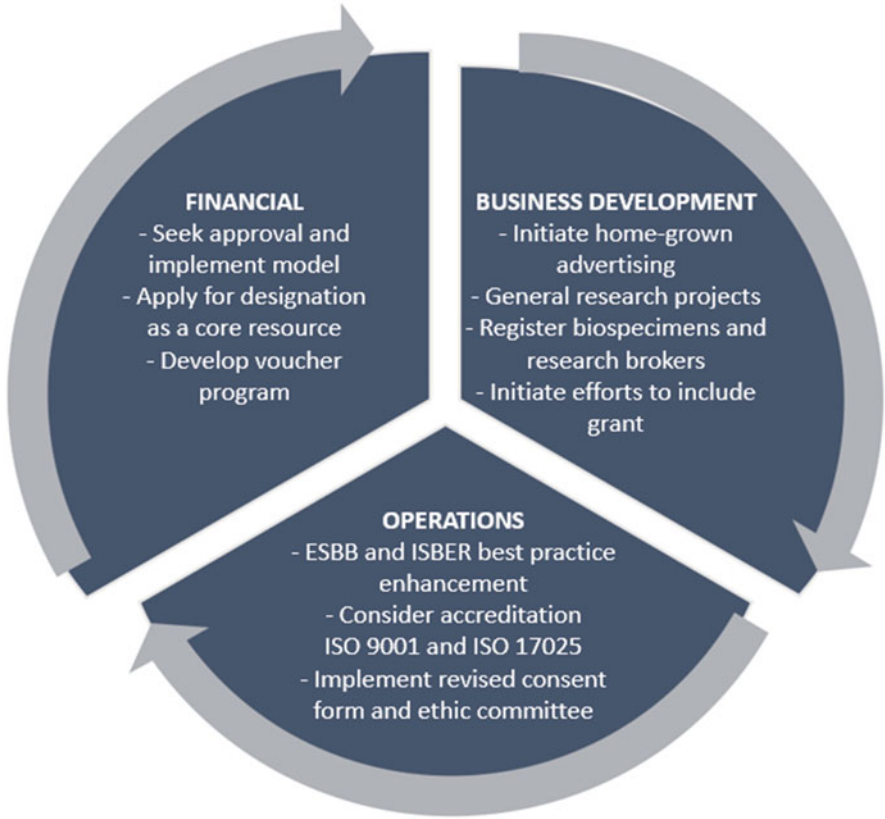 FINANCIAL
- Seek approval and
implement model
- Apply for designation
as a core resource
- Develop voucher
program
BUSINESS DEVELOPMENT
- Initiate home-grown
advertising
- General research projects
- Register biospecimens and
research brokers
- Initiate efforts to include
grant
OPERATIONS
- ESBB and ISBER best practice
enhancement
- Consider accreditation
ISO 9001 and ISO 17025
- Implement revised consent
form and ethic committee